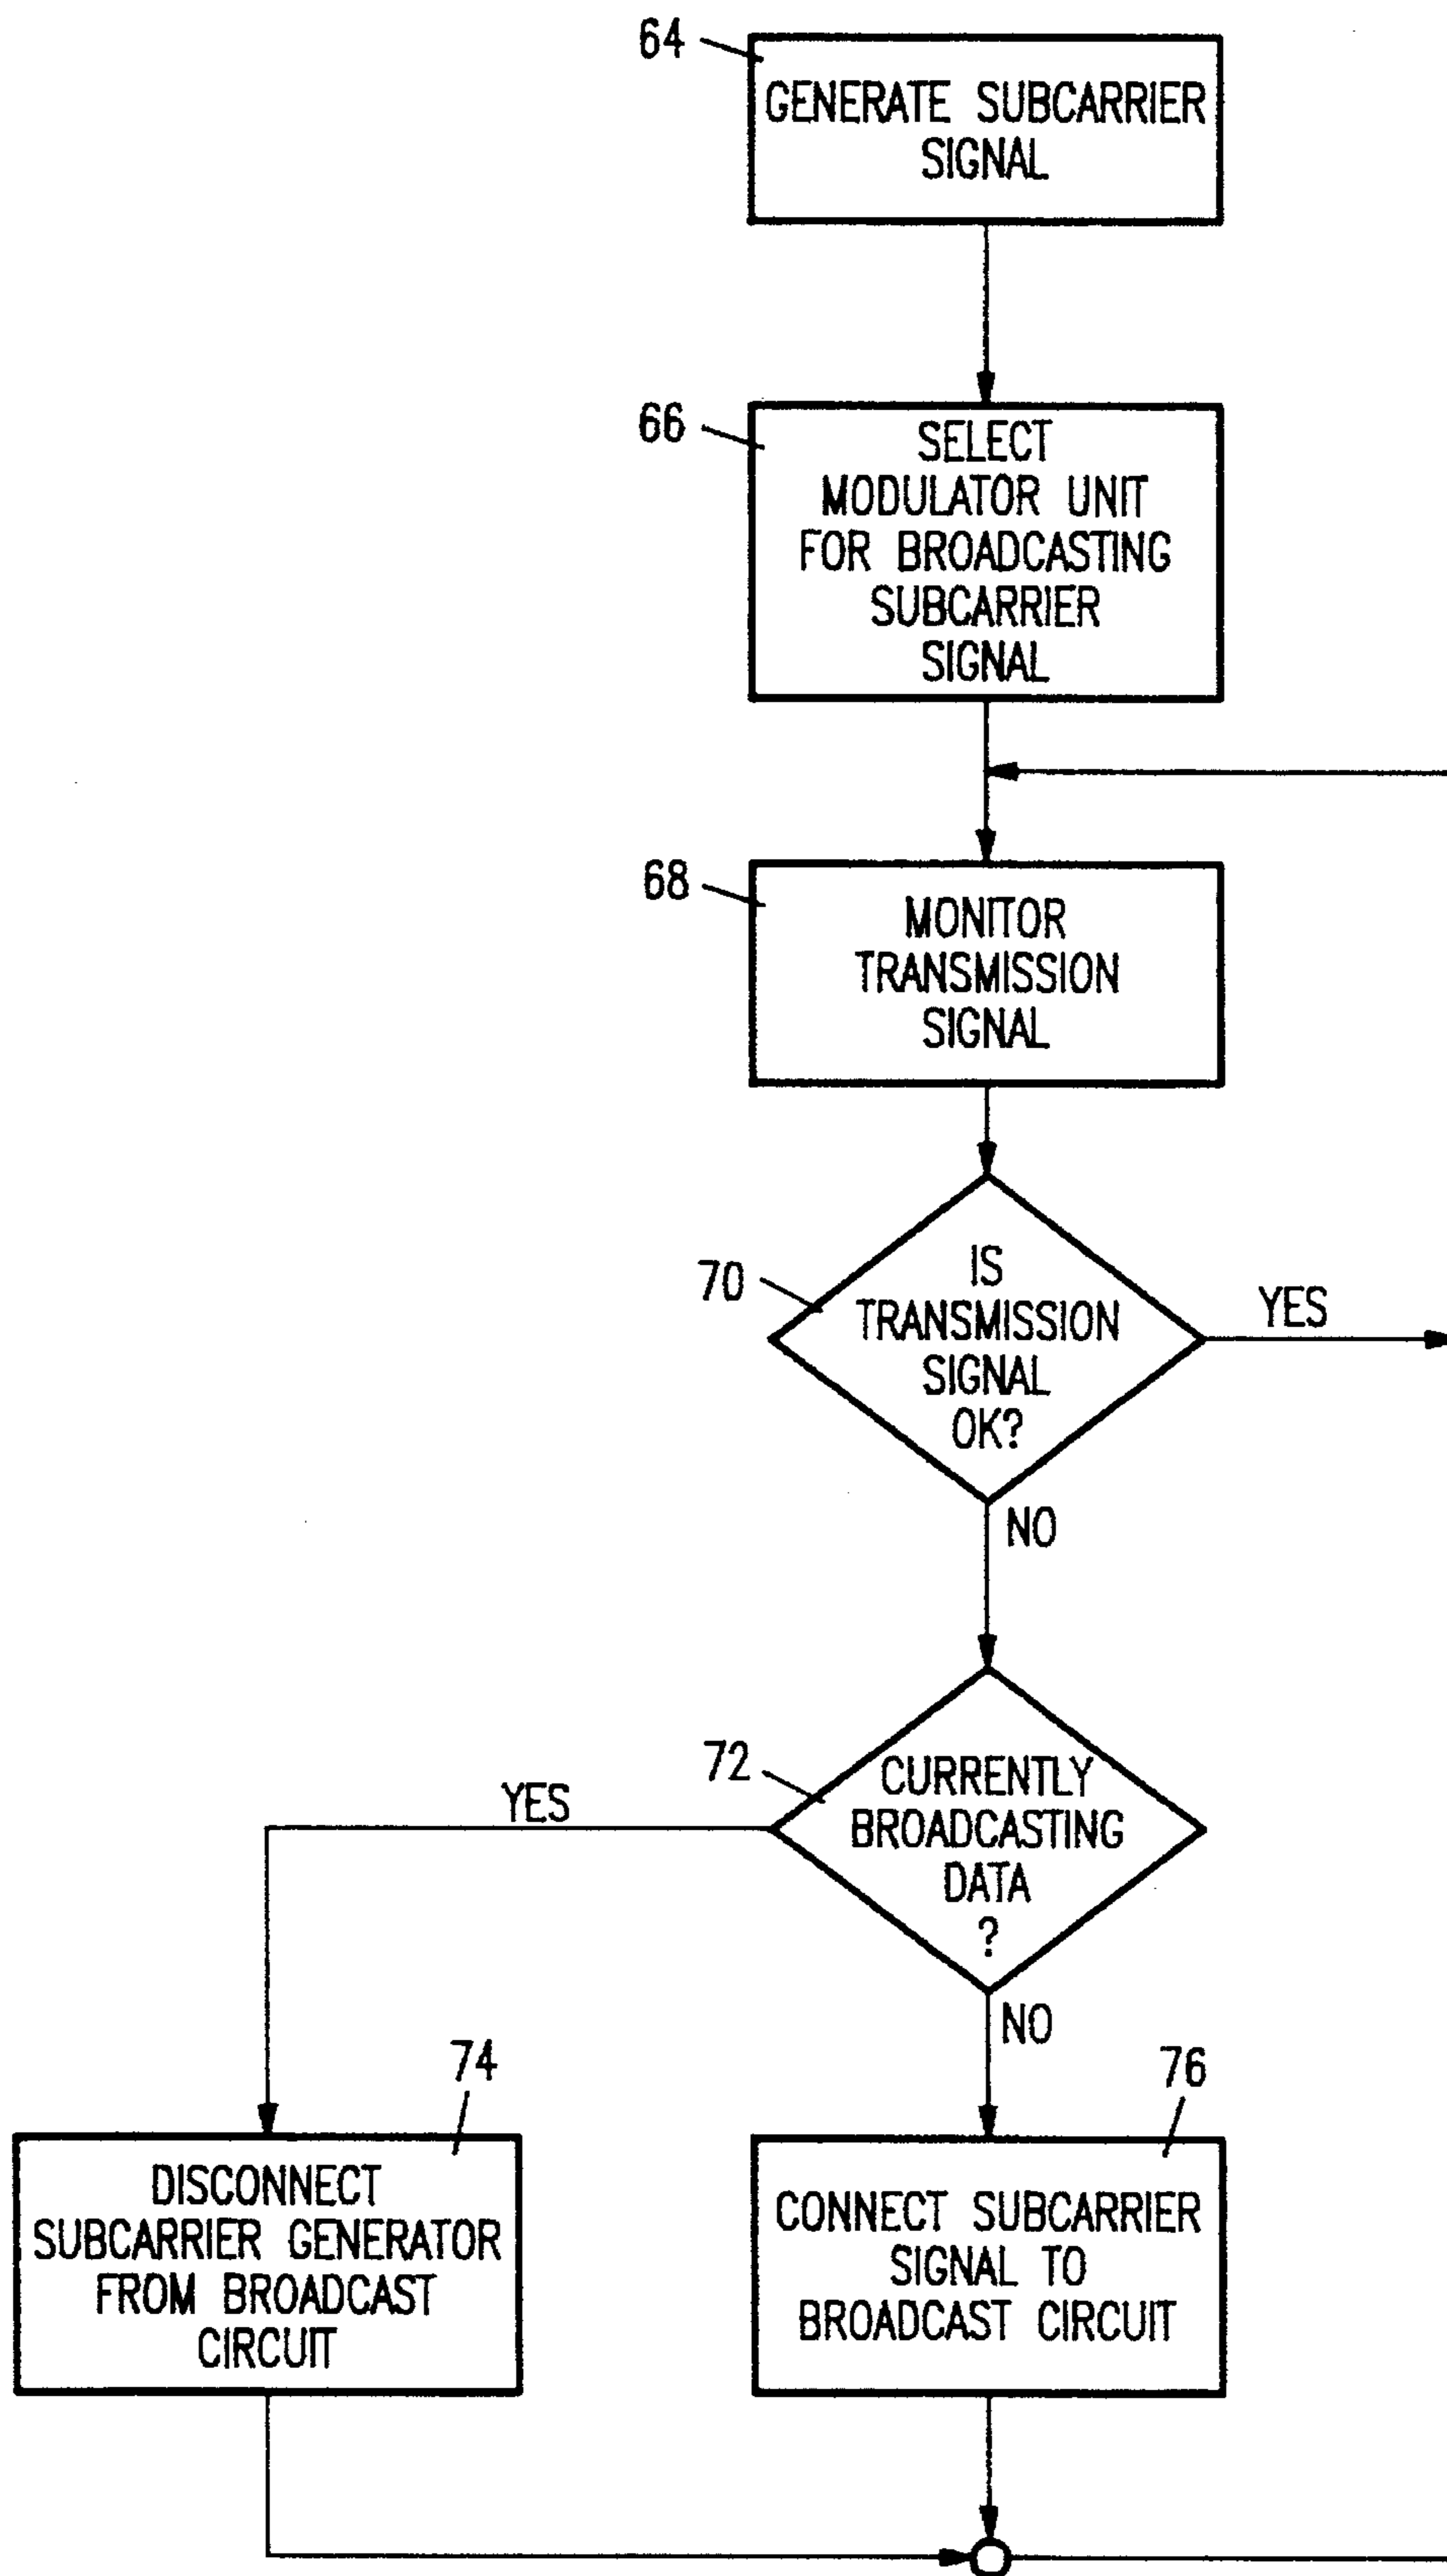 64
GENERATE SUBCARRIER
SIGNAL
66
SELECT
MODULATOR UNIT
FOR BROADCASTING
SUBCARRIER
SIGNAL
68
MONITOR
TRANSMISSION
SIGNAL
70
IS
TRANSMISSION
SIGNAL
OK?
YES
NO
72
CURRENTLY
BROADCASTING
DATA
?
YES
NO
74
DISCONNECT
SUBCARRIER GENERATOR
FROM BROADCAST
CIRCUIT
76
CONNECT SUBCARRIER
SIGNAL TO
BROADCAST CIRCUIT